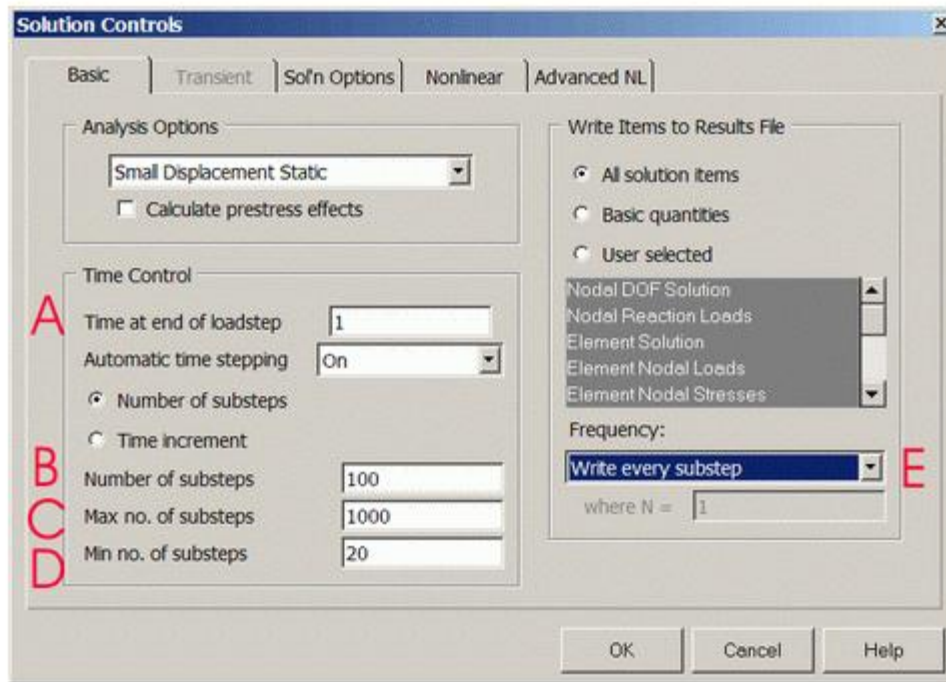 Solution Controls
Basic
Transient
Sol'n Options
Nonlinear
Advanced NL
Analysis Options
Small Displacement Static
Calculate prestress effects
Time Control
A
Time at end of loadstep
1
Automatic time stepping
On
Number of substeps
Time increment
B
Number of substeps
100
C
Max no. of substeps
1000
D
Min no. of substeps
20
Write Items to Results File
All solution items
Basic quantities
User selected
Nodal DOF Solution
Nodal Reaction Loads
Element Solution
Element Nodal Loads
Element Nodal Stresses
Frequency:
Write every substep
E
where N =
1
OK
Cancel
Help